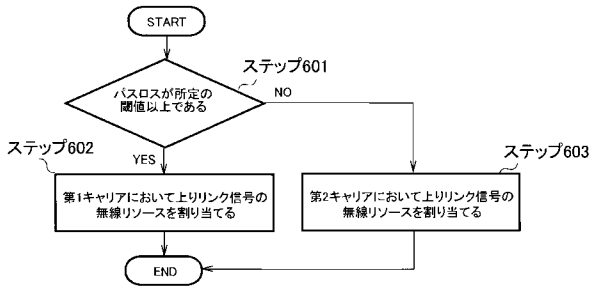 START
ステップ601
パスロスが所定の
閾値以上である
NO
ステップ602
YES
ステップ603
第1キャリアにおいて上りリンク信号の
無線リソースを割り当てる
第2キャリアにおいて上りリンク信号の
無線リソースを割り当てる
END